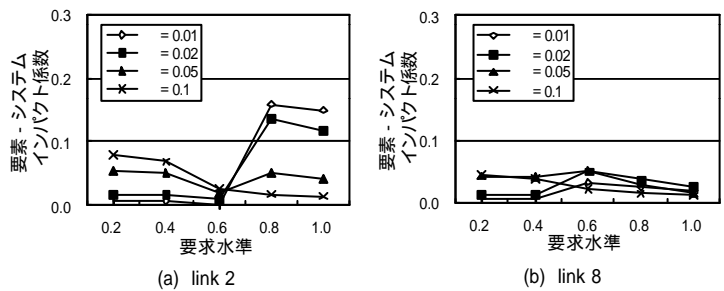 0.3
0.2
0.1
0.0
要素 - システム
インパクト係数
= 0.01
= 0.02
= 0.05
= 0.1
0.2 0.4 0.6 0.8 1.0
要求水準
(a) link 2
0.3
0.2
0.1
0.0
要素 - システム
インパクト係数
= 0.01
= 0.02
= 0.05
= 0.1
0.2 0.4 0.6 0.8 1.0
要求水準
(b) link 8